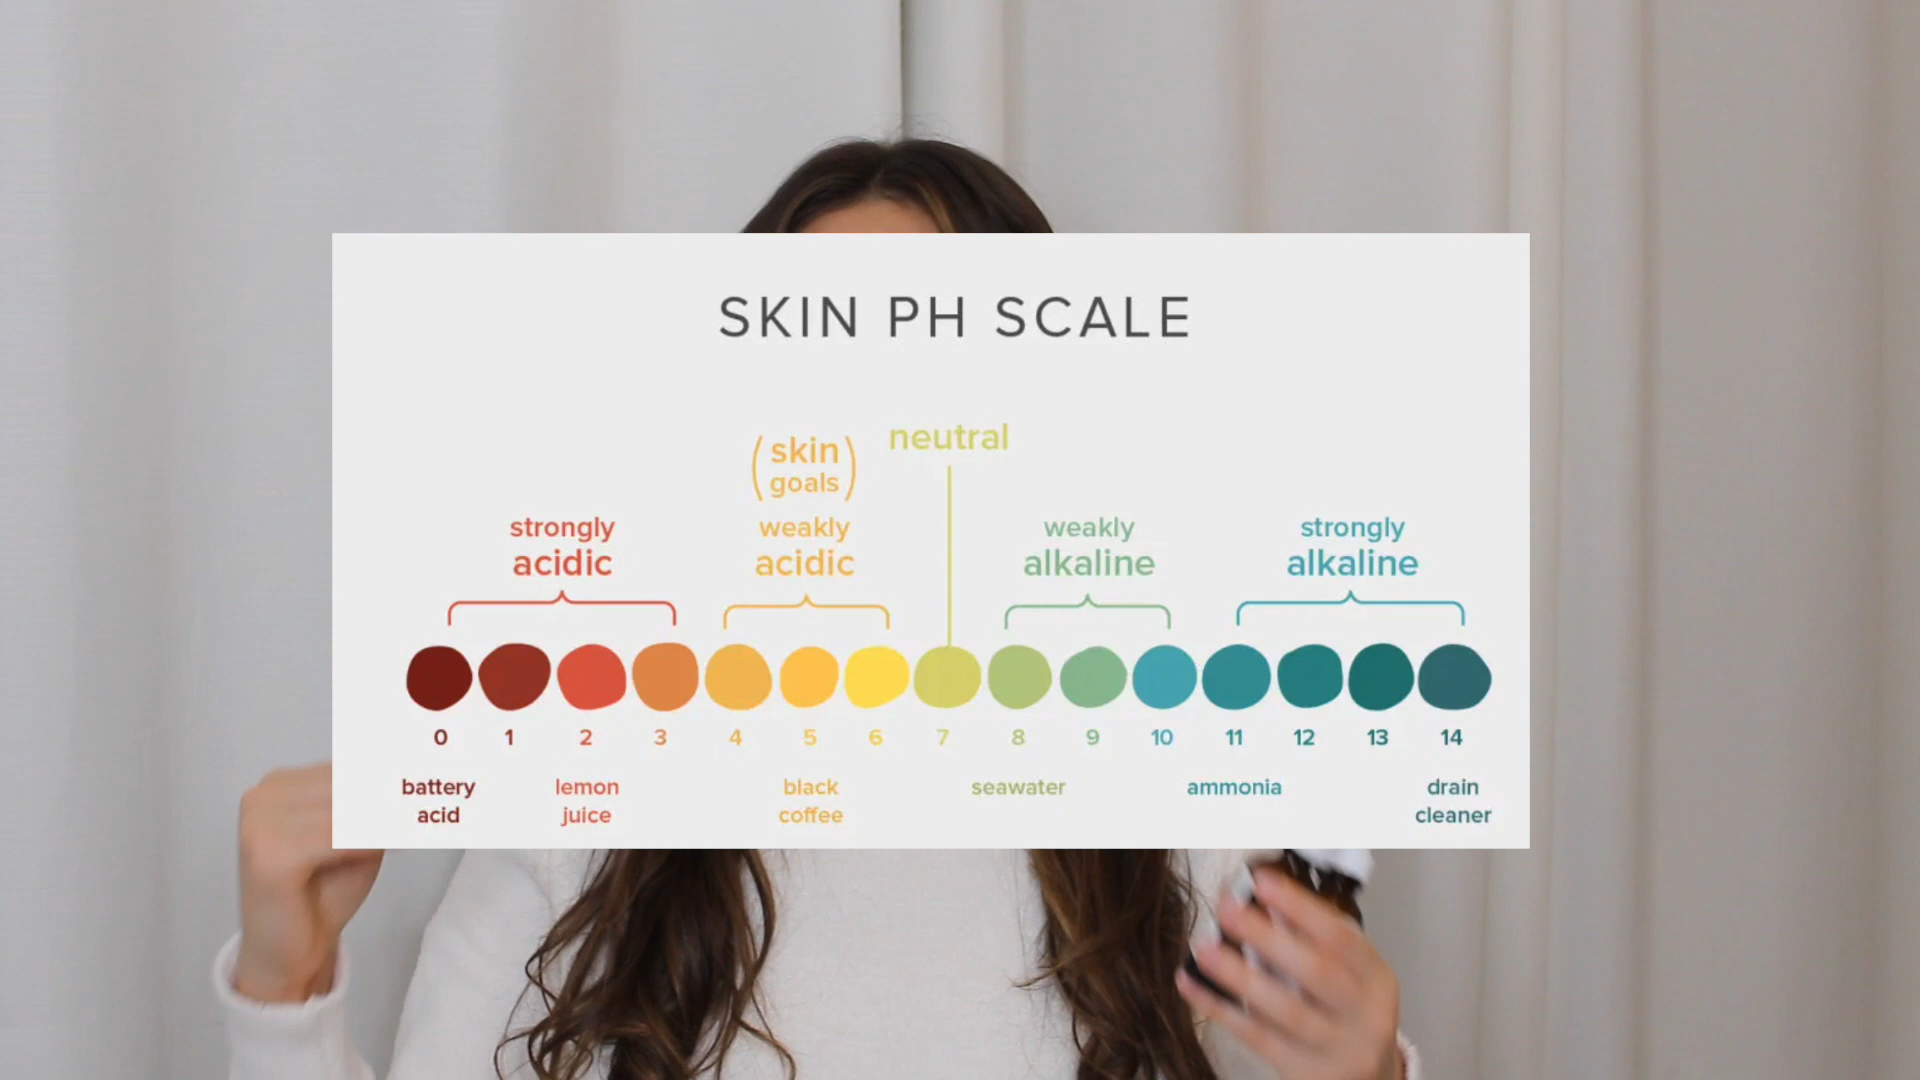 SKIN PH SCALE
(skin
goals)
neutral
strongly
acidic
weakly
acidic
weakly
alkaline
strongly
alkaline
0 1 2 3 4 5 6 7 8 9 10 11 12 13 14
battery
acid
lemon
juice
black
coffee
seawater
ammonia
drain
cleaner